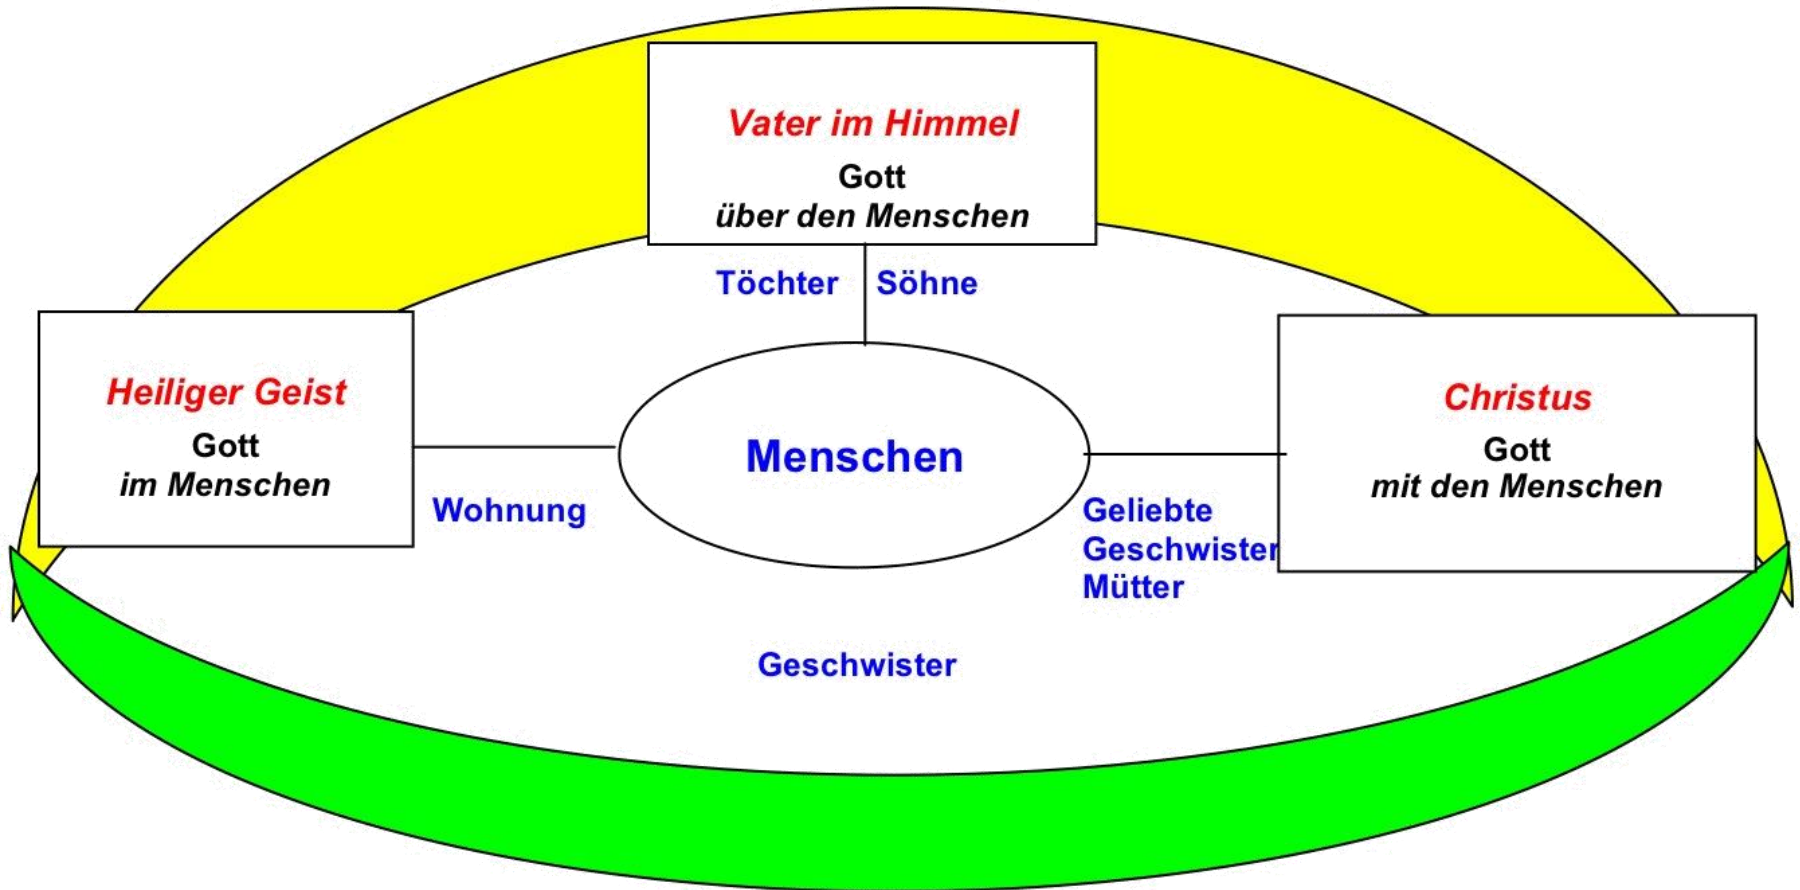 Vater im Himmel
Gott
über den Menschen
Töchter
Söhne
Heiliger Geist
Gott
im Menschen
Wohnung
Menschen
Christus
Gott
mit den Menschen
Geliebte
Geschwister
Mütter
Geschwister